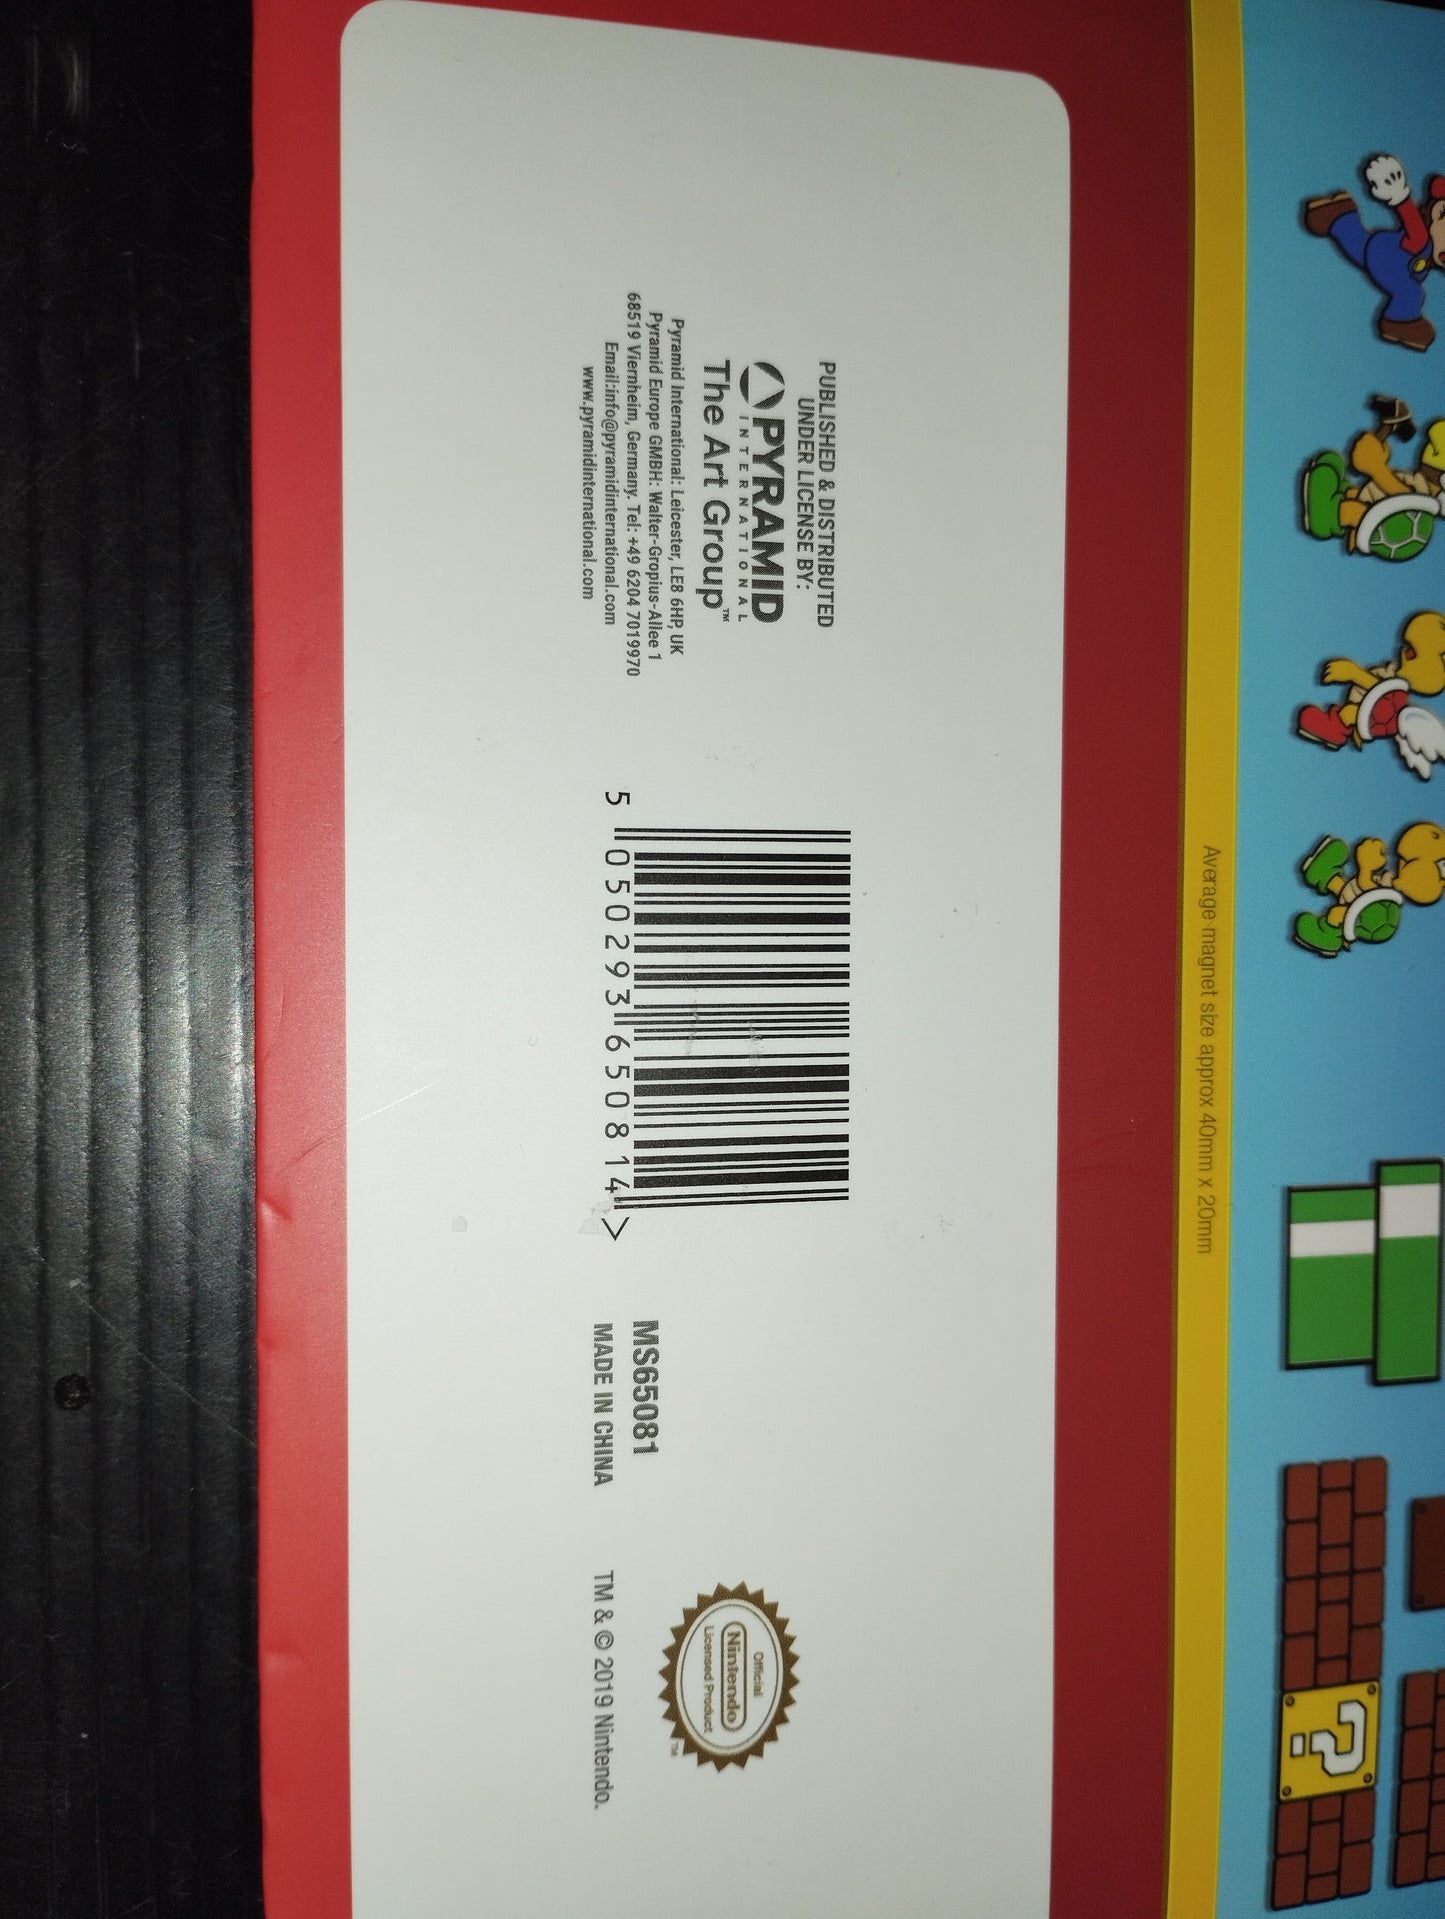 Average magnet size approx 40mm x 20mm
PUBLISHED & DISTRIBUTED
UNDER LICENSE BY:
PYRAMID
INTERNATIONAL
The Art Group™
Pyramid International: Leicester, LE8 6HP, UK
Pyramid Europe GMBH: Walter-Gropius-Allee 1
68519 Viernheim, Germany. Tel: +49 6204 7019970
Email:info@pyramidinternational.com
www.pyramidinternational.com
5 050293 650814 >
MS65081
MADE IN CHINA
Official
Nintendo
Licensed Product
TM
TM & © 2019 Nintendo.
?